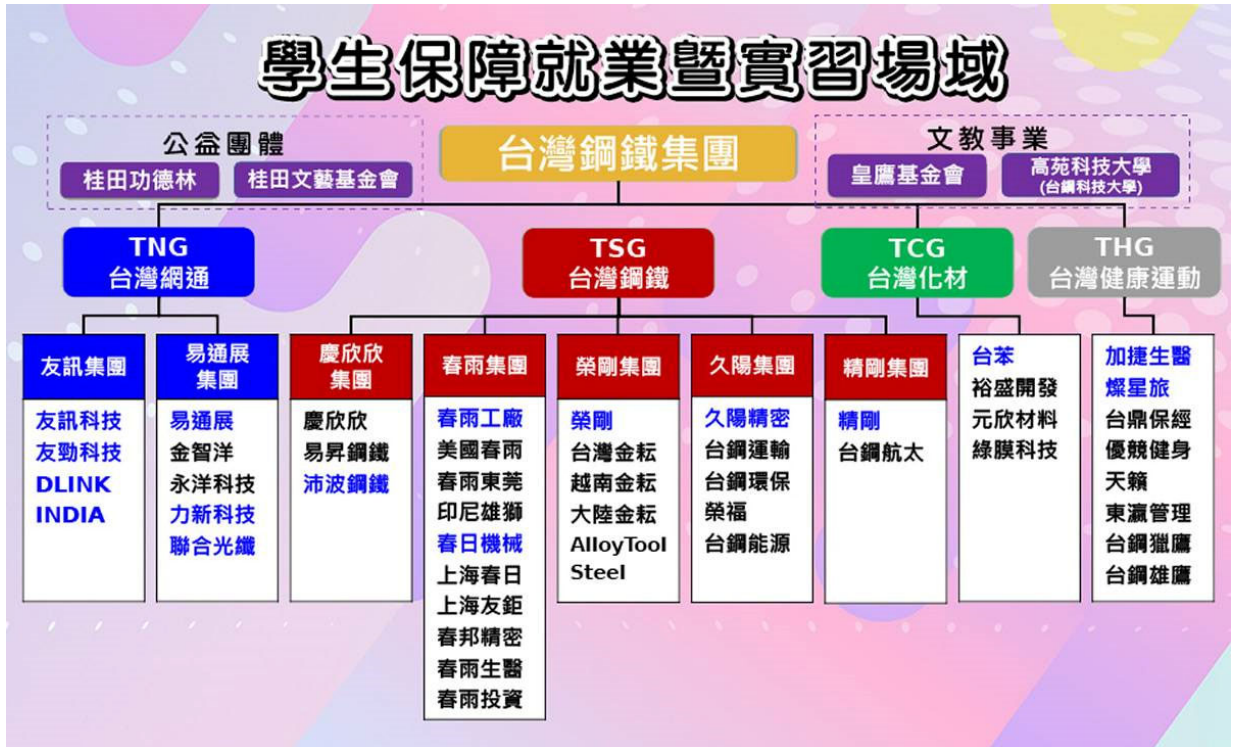 學生保障就業暨實習場域
公益團體
桂田功德林
桂田文藝基金會
台灣鋼鐵集團
文教事業
皇鷹基金會
高苑科技大學
(台鋼科技大學)
TNG
台灣網通
TSG
台灣鋼鐵
TCG
台灣化材
THG
台灣健康運動
友訊集團
友訊科技
友勁科技
DLINK
INDIA
易通展
集團
易通展
金智洋
永洋科技
力新科技
聯合光纖
慶欣欣
集團
慶欣欣
易昇鋼鐵
沛波鋼鐵
春雨集團
春雨工廠
美國春雨
春雨東莞
印尼雄獅
春日機械
上海春日
上海友鉅
春邦精密
春雨生醫
春雨投資
榮剛集團
榮剛
台灣金耘
越南金耘
大陸金耘
AlloyTool
Steel
久陽集團
久陽精密
台鋼運輸
台鋼環保
榮福
台鋼能源
精剛集團
精剛
台鋼航太
台苯
裕盛開發
元欣材料
綠膜科技
加捷生醫
燦星旅
台鼎保經
優競健身
天籟
東瀛管理
台鋼獵鷹
台鋼雄鷹